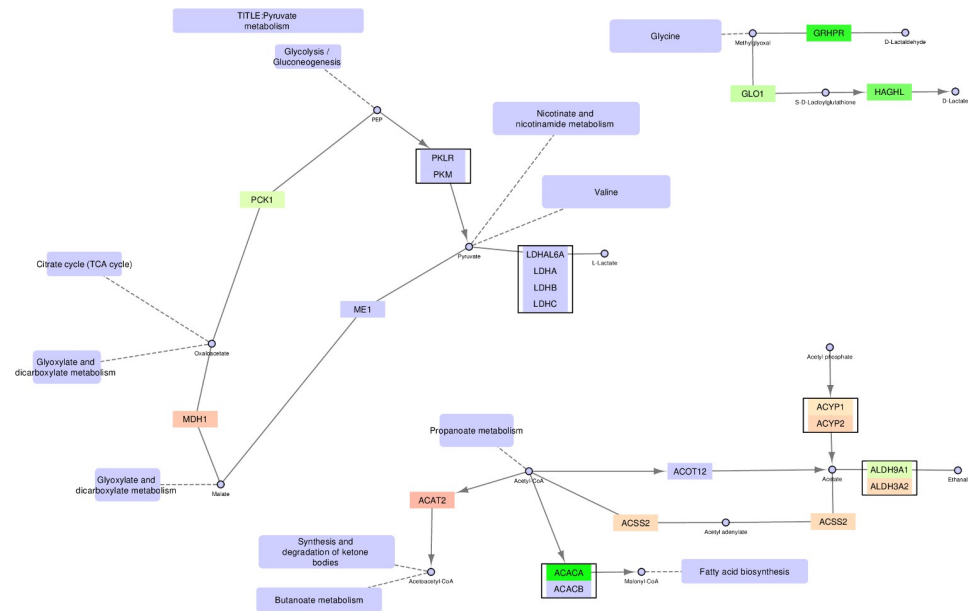 TITLE:Pyruvate
metabolism
Glycolysis /
Gluconeogenesis
Glycine
Methylglyoxal
GRHPR
D-Lactaldehyde
GLO1
S-D-Lactoylglutathione
HAGHL
D-Lactate
PEP
Nicotinate and
nicotinamide metabolism
PKLR
PKM
PCK1
Valine
Pyruvate
LDHAL6A
LDHA
LDHB
LDHC
L-Lactate
Citrate cycle (TCA cycle)
ME1
Oxaloacetate
Glyoxylate and
dicarboxylate metabolism
Acetyl phosphate
MDH1
ACYP1
ACYP2
Propanoate metabolism
Glyoxylate and
dicarboxylate metabolism
Malate
Acetyl-CoA
ACOT12
Acetate
ALDH9A1
ALDH3A2
Ethanal
ACAT2
ACSS2
Acetyl adenylate
ACSS2
Synthesis and
degradation of ketone
bodies
Acetoacetyl-CoA
Butanoate metabolism
ACACA
ACACB
Malonyl-CoA
Fatty acid biosynthesis